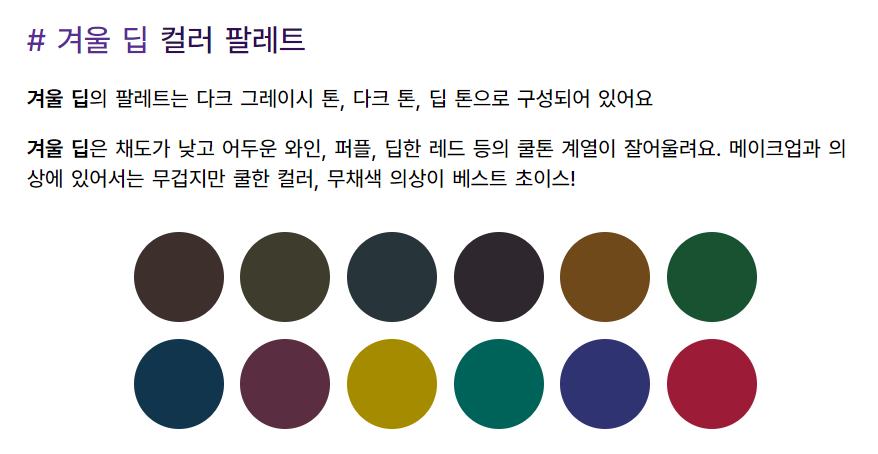 # 겨울 딥 컬러 팔레트
겨울 딥의 팔레트는 다크 그레이시 톤, 다크 톤, 딥 톤으로 구성되어 있어요
겨울 딥은 채도가 낮고 어두운 와인, 퍼플, 딥한 레드 등의 쿨톤 계열이 잘어울려요. 메이크업과 의
상에 있어서는 무겁지만 쿨한 컬러, 무채색 의상이 베스트 초이스!